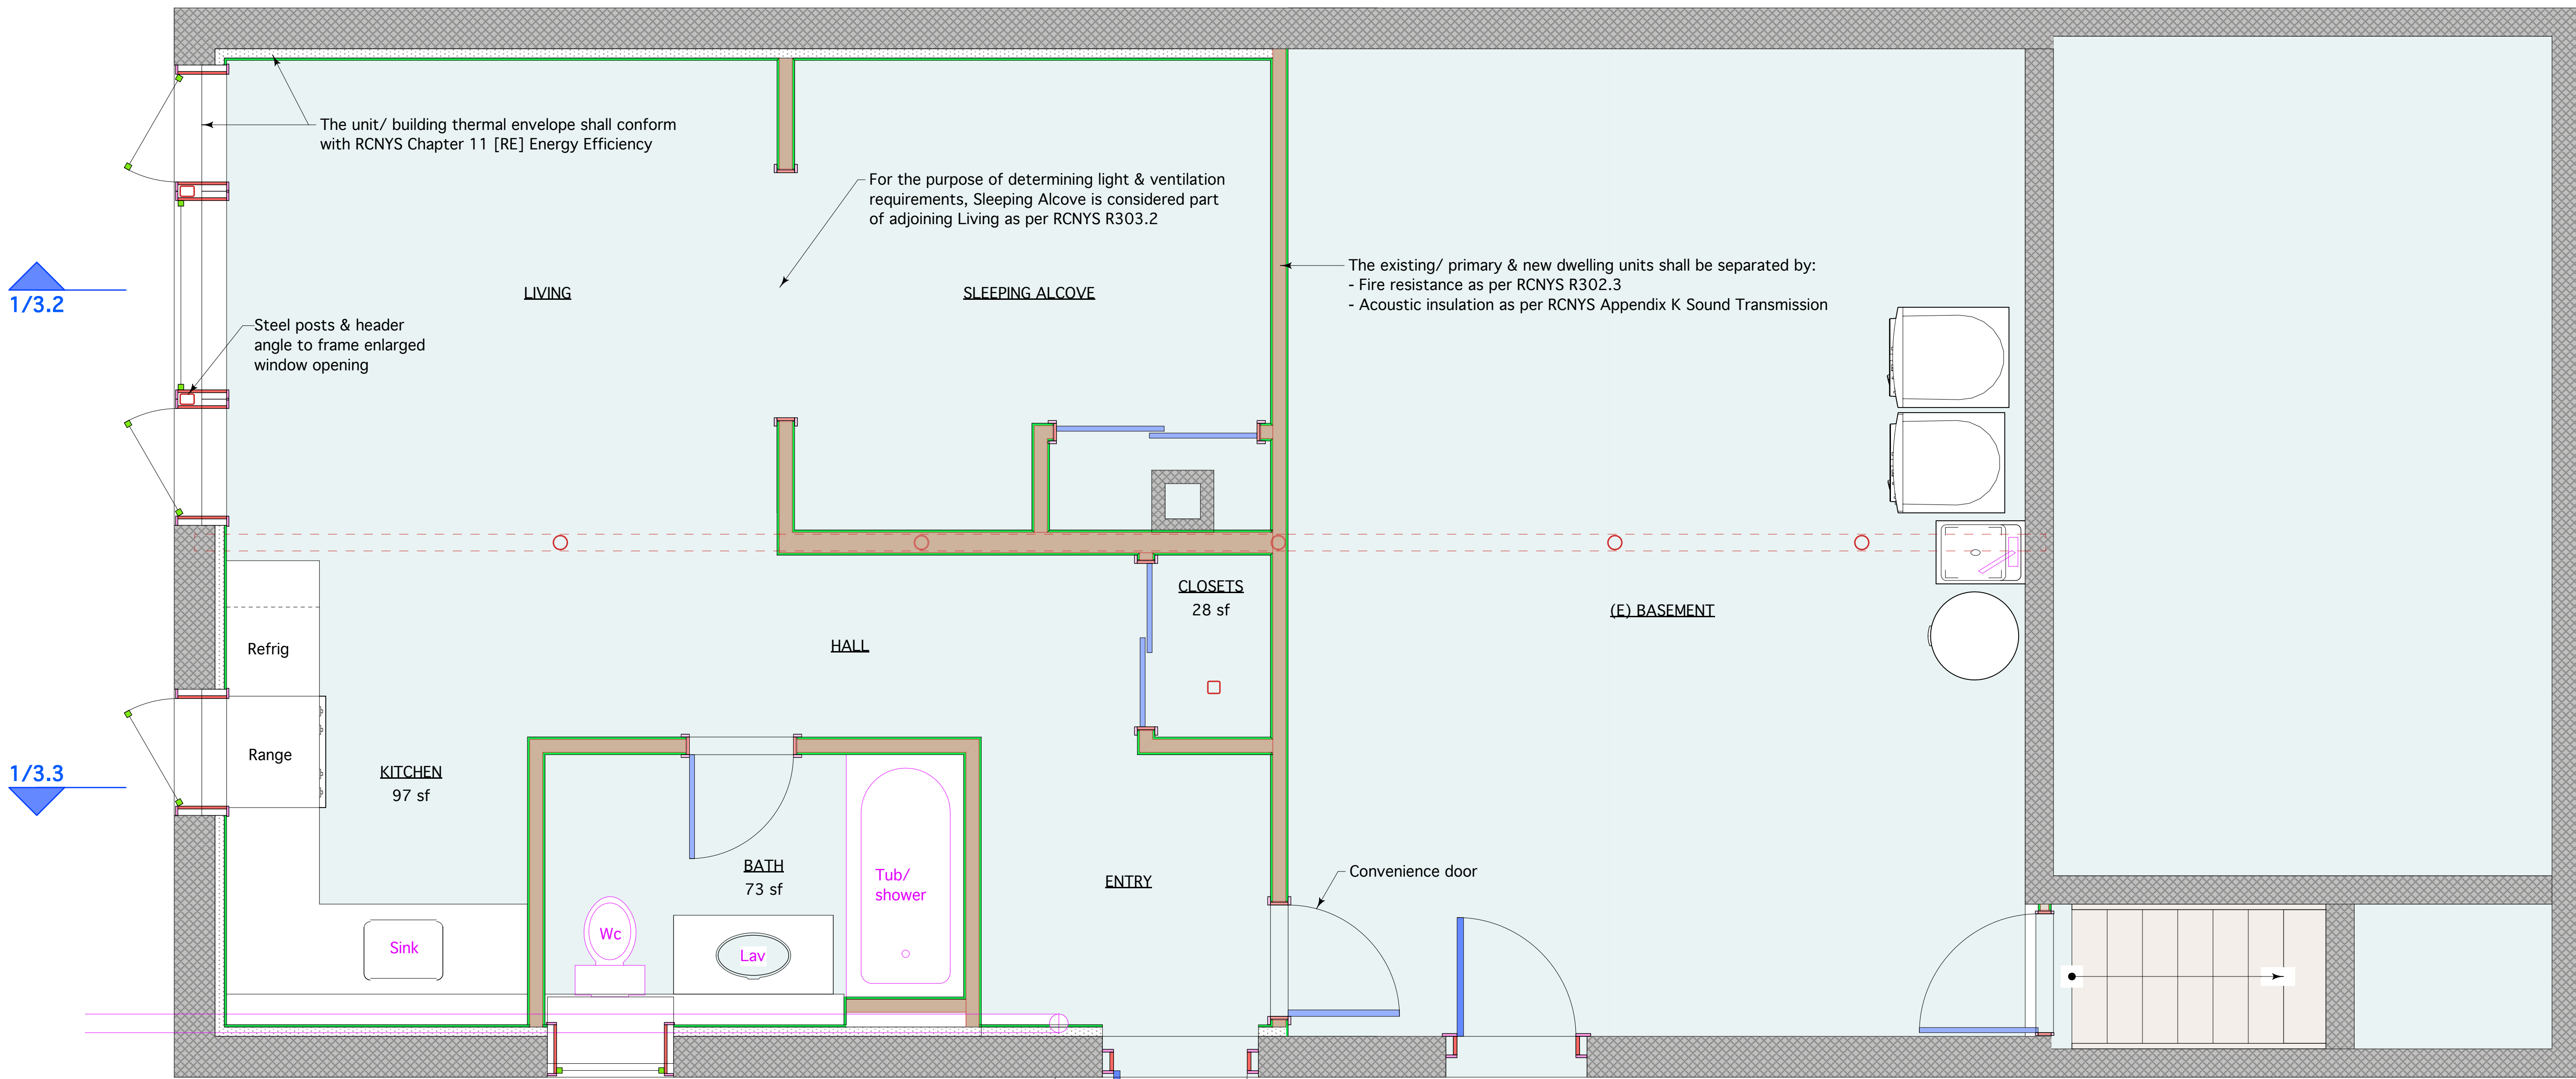 The unit/ building thermal envelope shall conform
with RCNYS Chapter 11 [RE] Energy Efficiency
For the purpose of determining light & ventilation
requirements, Sleeping Alcove is considered part
of adjoining Living as per RCNYS R303.2
The existing/ primary & new dwelling units shall be separated by:
- Fire resistance as per RCNYS R302.3
- Acoustic insulation as per RCNYS Appendix K Sound Transmission
1/3.2
LIVING
SLEEPING ALCOVE
Steel posts & header
angle to frame enlarged
window opening
CLOSETS
28 sf
(E) BASEMENT
HALL
Refrig
Range
1/3.3
KITCHEN
97 sf
BATH
73 sf
Tub/
shower
ENTRY
Convenience door
Wc
Sink
Lav